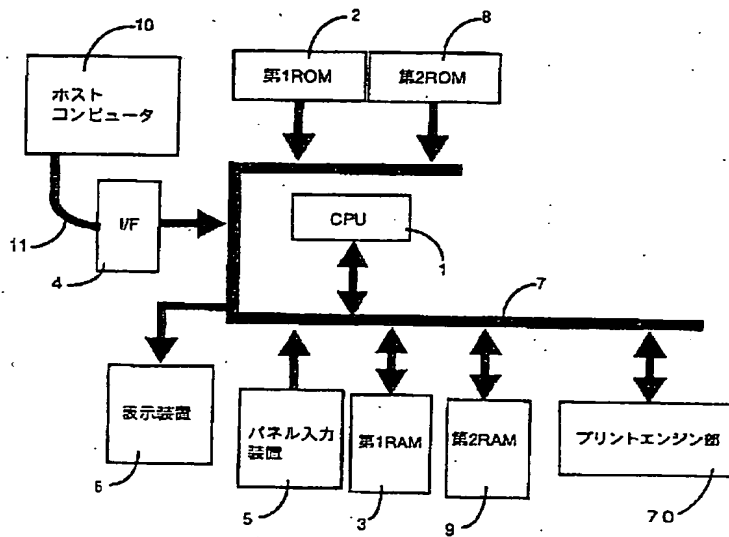 10
2
8
ホスト
コンピュータ
第1ROM
第2ROM
I/F
CPU
11
4
1
7
表示装置
パネル入力
装置
第1RAM
第2RAM
プリントエンジン部
6
5
3
9
70